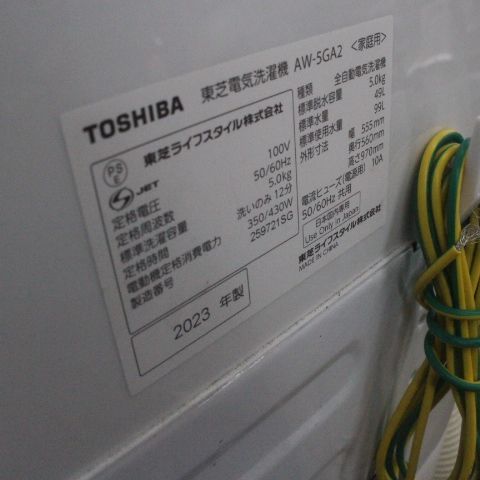 TOSHIBA 東芝電気洗濯機 AW-5GA2 〈家庭用〉
PS E
東芝ライフスタイル株式会社
S-JET
定格電圧 100V
定格周波数 50/60Hz
標準洗濯容量 5.0kg
定格時間 洗いのみ 12分
電動機定格消費電力 350/430W
製造番号 259721SG
2023 年製
種類 全自動電気洗濯機
標準脱水容量 5.0kg
標準水量 49L
標準使用水量 99L
外形寸法 幅 555mm
奥行560mm
高さ970mm
電流ヒューズ(電源用) 10A
50/60Hz 共用
日本国内専用
Use Only in Japan
東芝ライフスタイル株式会社
MADE IN CHINA